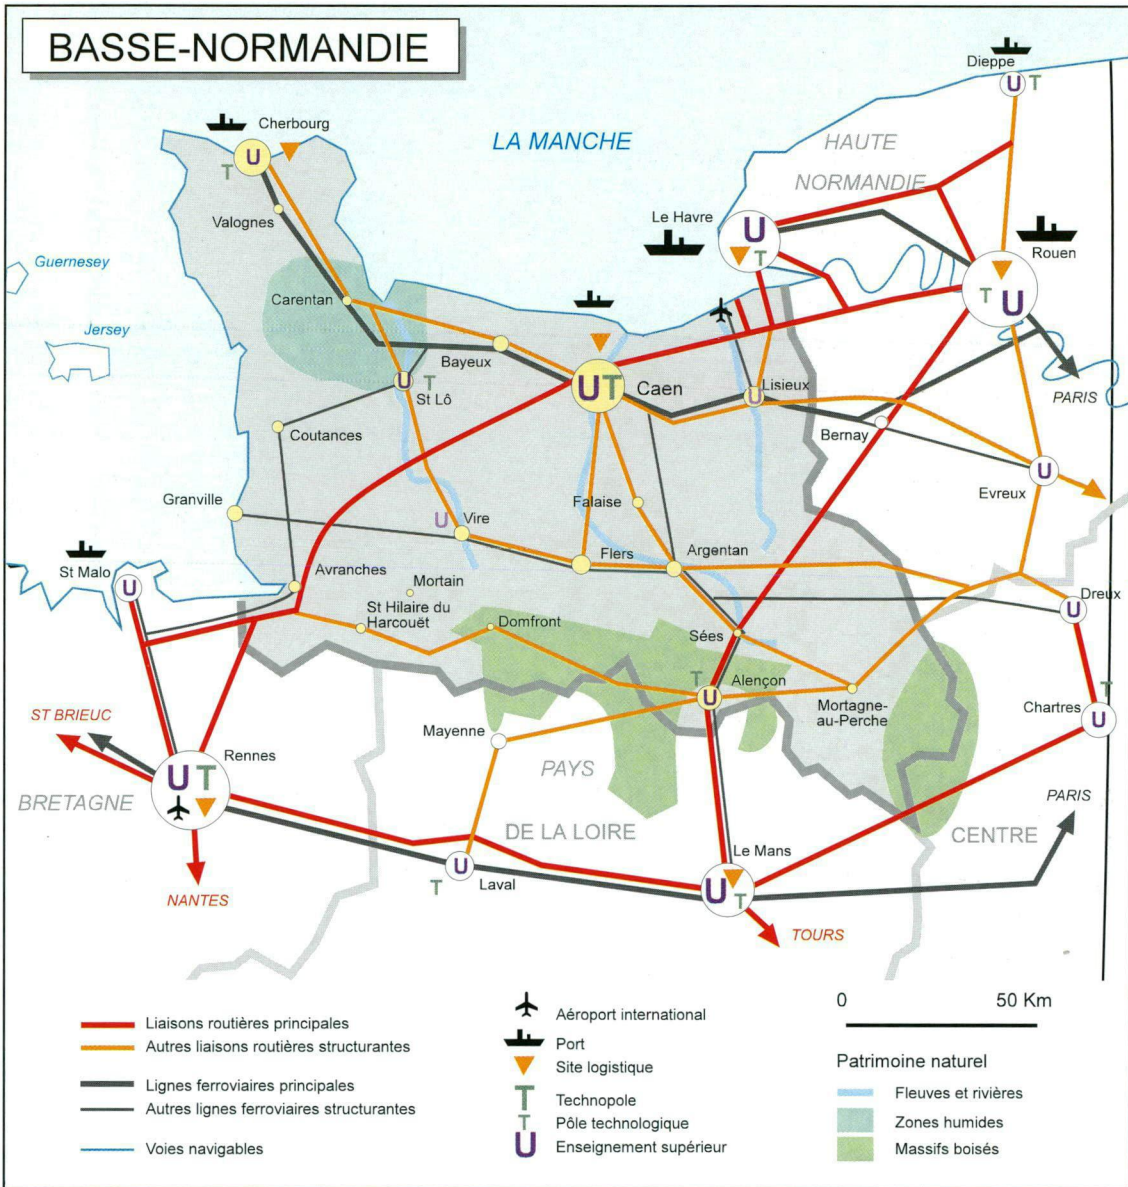 BASSE-NORMANDIE
Dieppe
U T
Cherbourg
U
T
LA MANCHE
HAUTE
NORMANDIE
Valognes
Le Havre
U
T
Rouen
T U
Guernesey
Carentan
Jersey
Bayeux
U T
St Lô
UT
Caen
Lisieux
U
PARIS
Coutances
Bernay
U
Evreux
Granville
Falaise
U Vire
Flers
Argentan
St Malo
U
Avranches
Mortain
St Hilaire du
Harcouët
Domfront
Sées
Dreux
U
T
U
Alençon
Mortagne-
au-Perche
T
Chartres
U
ST BRIEUC
Mayenne
Rennes
U T
PAYS
BRETAGNE
DE LA LOIRE
PARIS
CENTRE
Le Mans
U T
T
U
Laval
NANTES
TOURS
Liaisons routières principales
Autres liaisons routières structurantes
Lignes ferroviaires principales
Autres lignes ferroviaires structurantes
Voies navigables
Aéroport international
Port
Site logistique
T Technopole
T Pôle technologique
U Enseignement supérieur
0 50 Km
Patrimoine naturel
Fleuves et rivières
Zones humides
Massifs boisés